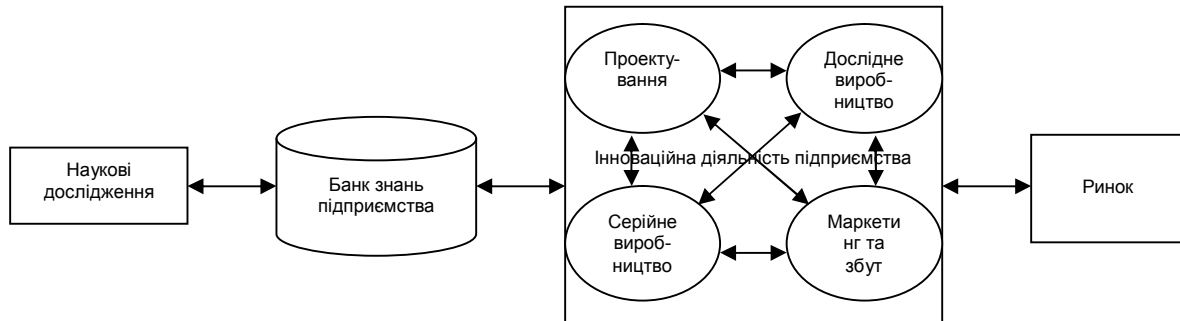 Наукові
дослідження
Банк знань
підприємства
Проекту-
вання
Дослідне
вироб-
ництво
Інноваційна діяльність підприємства
Серійне
вироб-
ництво
Маркети
нг та
збут
Ринок